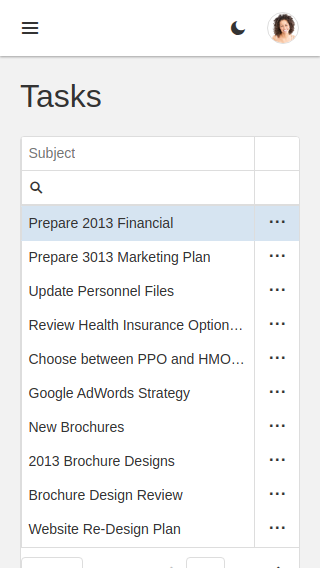 Tasks
Subject
Prepare 2013 Financial
Prepare 3013 Marketing Plan
Update Personnel Files
Review Health Insurance Option...
Choose between PPO and HMO...
Google AdWords Strategy
New Brochures
2013 Brochure Designs
Brochure Design Review
Website Re-Design Plan